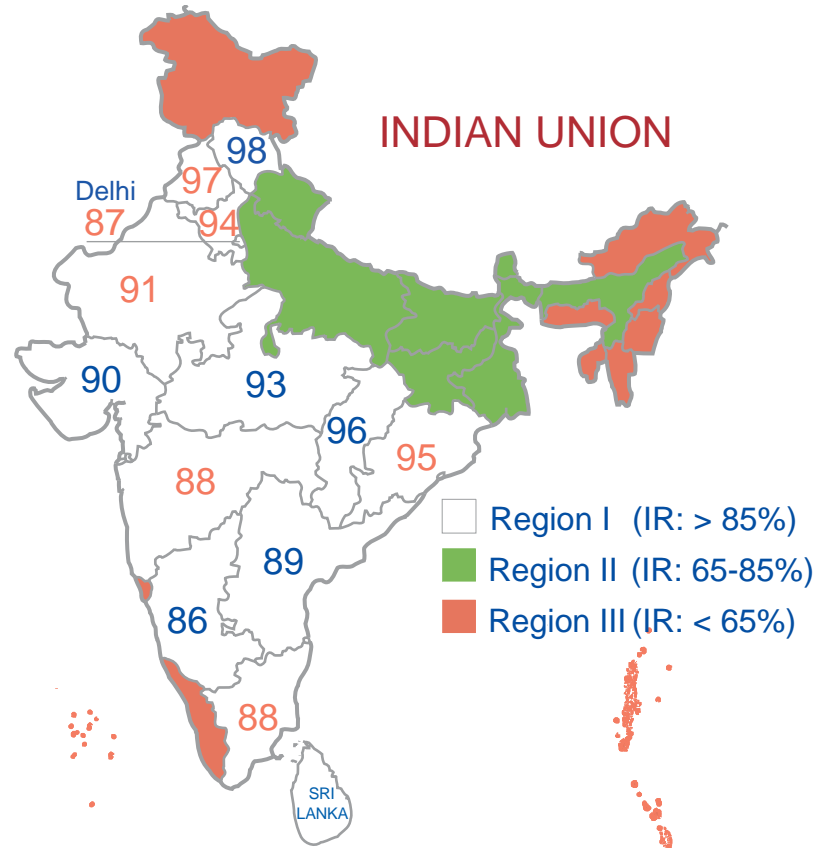 INDIAN UNION
98
97
Delhi
87
94
91
90
93
96
95
88
Region I (IR: > 85%)
89
Region II (IR: 65-85%)
86
Region III (IR: < 65%)
88
SRI
LANKA